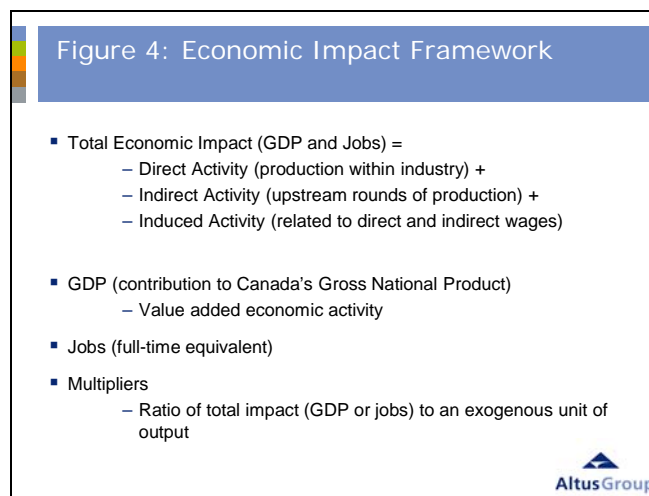 Figure 4: Economic Impact Framework
▪ Total Economic Impact (GDP and Jobs) =
– Direct Activity (production within industry) +
– Indirect Activity (upstream rounds of production) +
– Induced Activity (related to direct and indirect wages)
▪ GDP (contribution to Canada's Gross National Product)
– Value added economic activity
▪ Jobs (full-time equivalent)
▪ Multipliers
– Ratio of total impact (GDP or jobs) to an exogenous unit of
output
AltusGroup